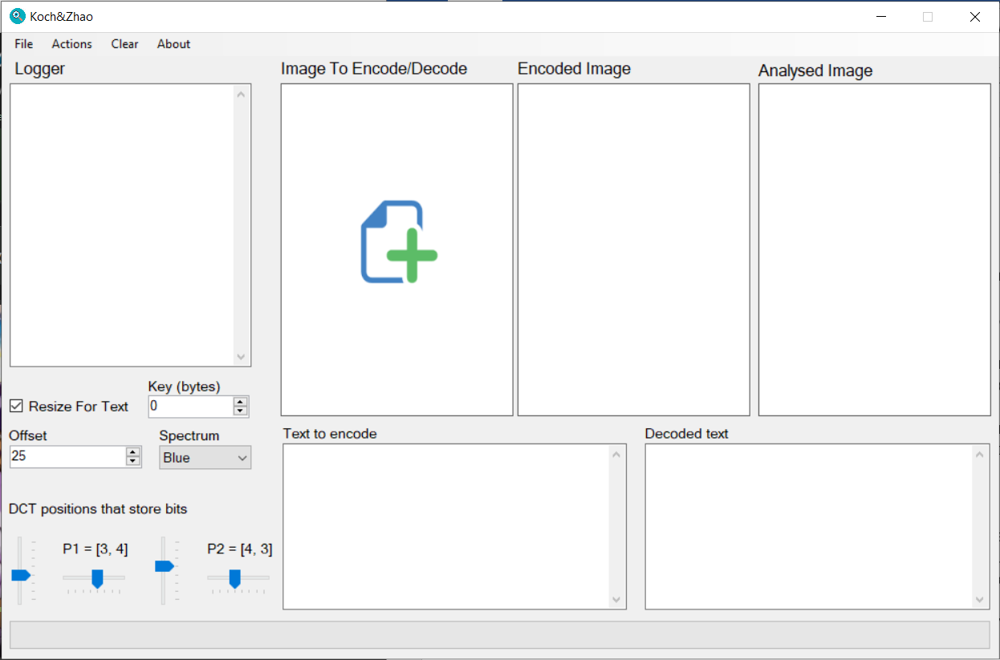 Koch&Zhao
File Actions Clear About
Logger
Image To Encode/Decode
Encoded Image
Analysed Image
Key (bytes)
Resize For Text
0
Offset
Spectrum
25
Blue
Text to encode
Decoded text
DCT positions that store bits
P1 = [3, 4]
P2 = [4, 3]